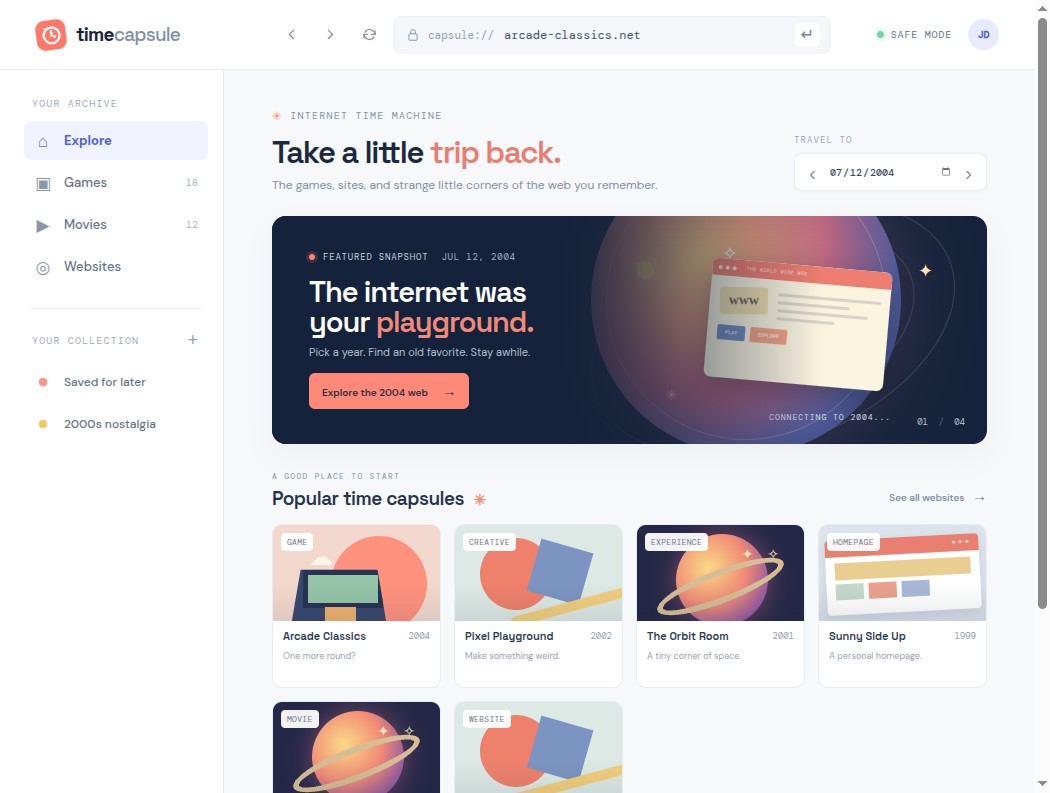 timecapsule
capsule:// arcade-classics.net
SAFE MODE
JD
YOUR ARCHIVE
Explore
Games 18
Movies 12
Websites
YOUR COLLECTION
Saved for later
2000s nostalgia
INTERNET TIME MACHINE
Take a little trip back.
The games, sites, and strange little corners of the web you remember.
TRAVEL TO
07/12/2004
FEATURED SNAPSHOT JUL 12, 2004
The internet was
your playground.
Pick a year. Find an old favorite. Stay awhile.
Explore the 2004 web →
THE WORLD WIDE WEB
WWW
PLAY EXPLORE
CONNECTING TO 2004...
01 / 04
A GOOD PLACE TO START
Popular time capsules
See all websites →
GAME
Arcade Classics 2004
One more round?
CREATIVE
Pixel Playground 2002
Make something weird.
EXPERIENCE
The Orbit Room 2001
A tiny corner of space.
HOMEPAGE
Sunny Side Up 1999
A personal homepage.
MOVIE
WEBSITE